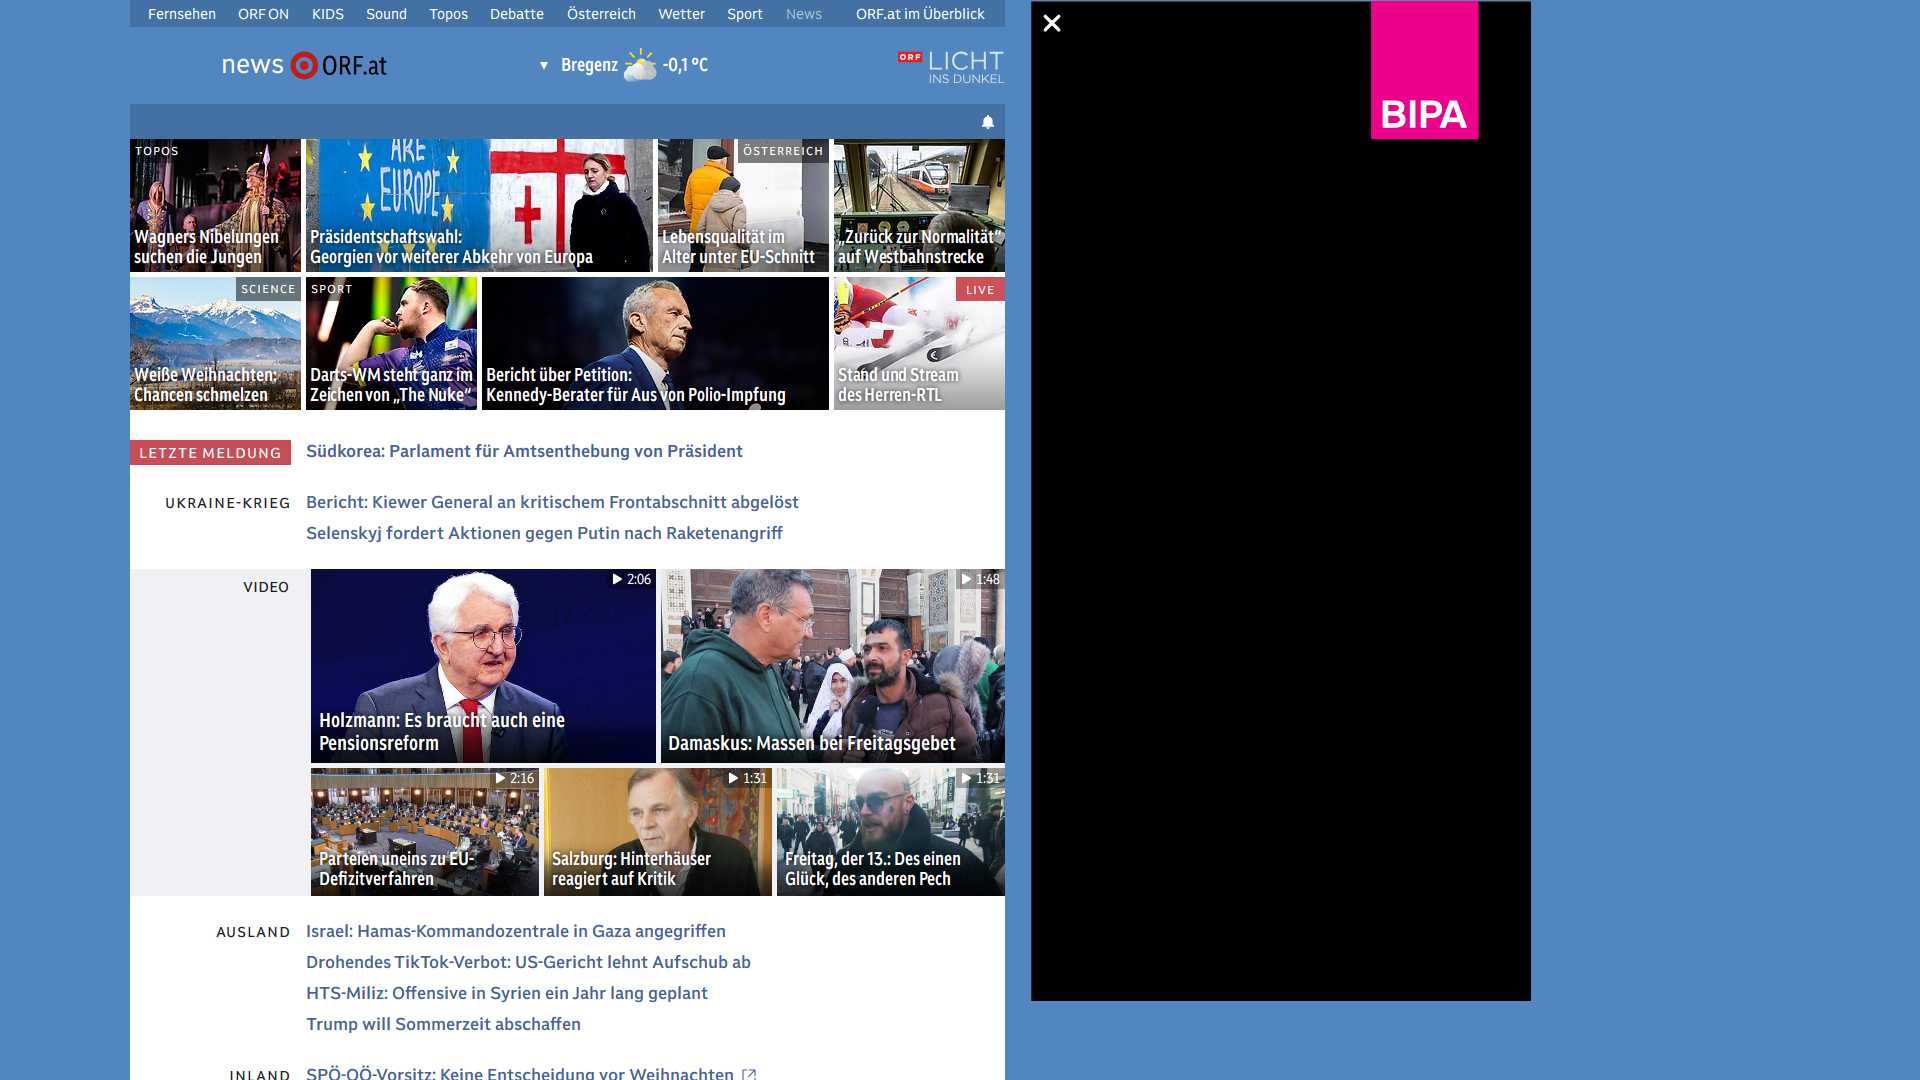 Fernsehen ORF ON KIDS Sound Topos Debatte Österreich Wetter Sport News ORF.at im Überblick
news ORF.at
▼ Bregenz -0,1 °C
ORF LICHT
INS DUNKEL
BIPA
TOPOS
Wagners Nibelungen
suchen die Jungen
ARE
EUROPE
Präsidentschaftswahl:
Georgien vor weiterer Abkehr von Europa
ÖSTERREICH
Lebensqualität im
Alter unter EU-Schnitt
„Zurück zur Normalität“
auf Westbahnstrecke
SCIENCE
Weiße Weihnachten:
Chancen schmelzen
SPORT
Darts-WM steht ganz im
Zeichen von „The Nuke“
Bericht über Petition:
Kennedy-Berater für Aus von Polio-Impfung
LIVE
Stand und Stream
des Herren-RTL
LETZTE MELDUNG
Südkorea: Parlament für Amtsenthebung von Präsident
UKRAINE-KRIEG
Bericht: Kiewer General an kritischem Frontabschnitt abgelöst
Selenskyj fordert Aktionen gegen Putin nach Raketenangriff
VIDEO
2:06
Holzmann: Es braucht auch eine
Pensionsreform
1:48
Damaskus: Massen bei Freitagsgebet
2:16
Parteien uneins zu EU-
Defizitverfahren
1:31
Salzburg: Hinterhäuser
reagiert auf Kritik
1:31
Freitag, der 13.: Des einen
Glück, des anderen Pech
AUSLAND
Israel: Hamas-Kommandozentrale in Gaza angegriffen
Drohendes TikTok-Verbot: US-Gericht lehnt Aufschub ab
HTS-Miliz: Offensive in Syrien ein Jahr lang geplant
Trump will Sommerzeit abschaffen
INLAND
SPÖ-OÖ-Vorsitz: Keine Entscheidung vor Weihnachten